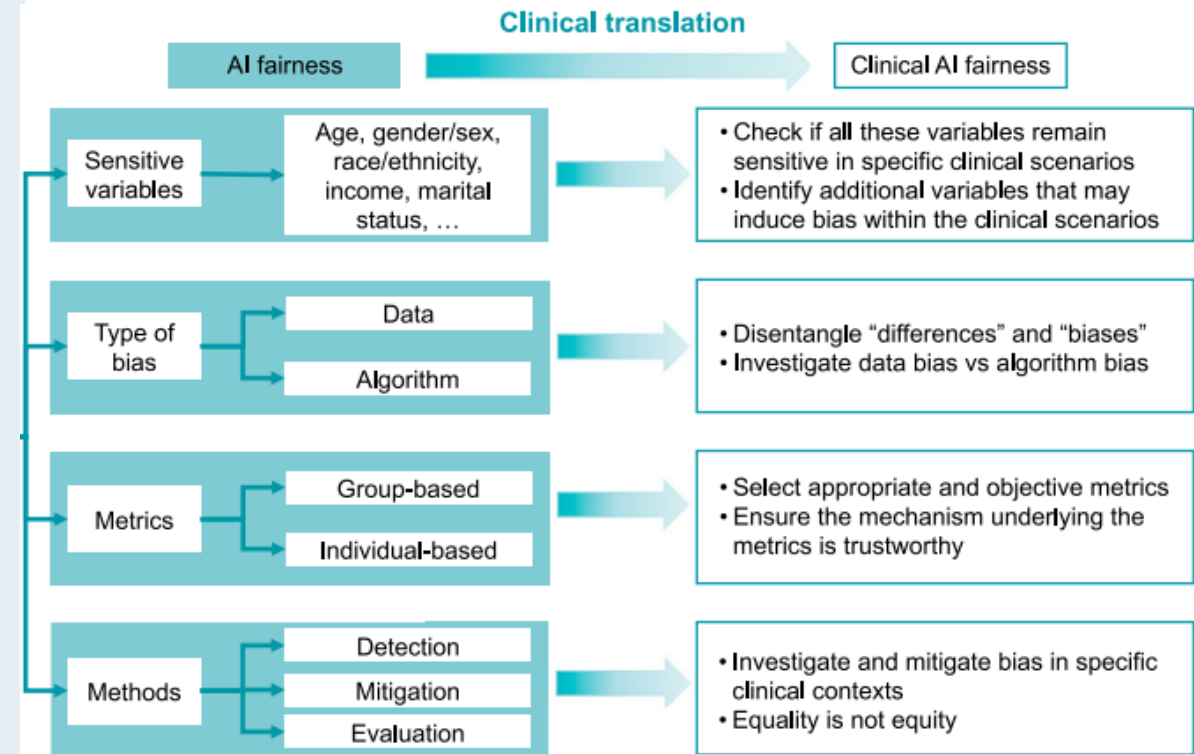 Clinical translation
AI fairness
Clinical AI fairness
Sensitive
variables
Age, gender/sex,
race/ethnicity,
income, marital
status, …
• Check if all these variables remain
sensitive in specific clinical scenarios
• Identify additional variables that may
induce bias within the clinical scenarios
Type of
bias
Data
Algorithm
• Disentangle “differences” and “biases”
• Investigate data bias vs algorithm bias
Metrics
Group-based
Individual-based
• Select appropriate and objective metrics
• Ensure the mechanism underlying the
metrics is trustworthy
Methods
Detection
Mitigation
Evaluation
• Investigate and mitigate bias in specific
clinical contexts
• Equality is not equity